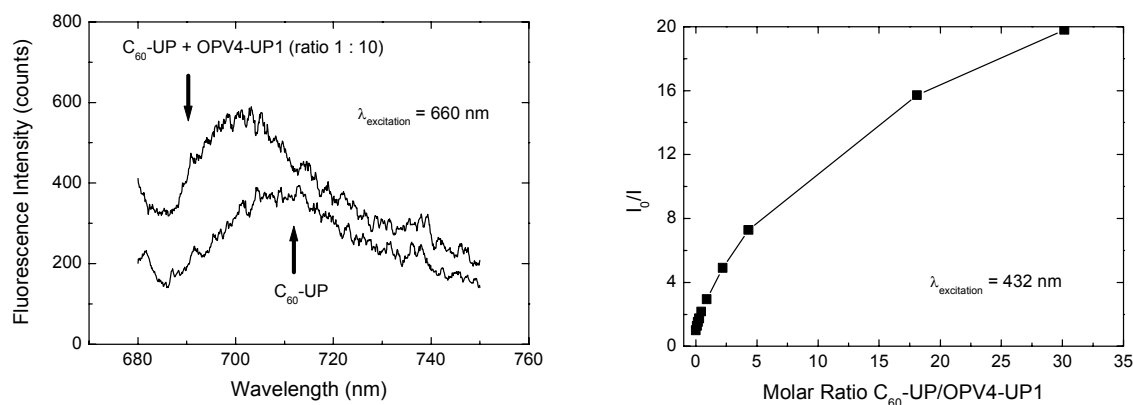 800
600
400
200
0
680 700 720 740 760
Fluorescence Intensity (counts)
Wavelength (nm)
C₆₀-UP + OPV4-UP1 (ratio 1 : 10)
λexcitation = 660 nm
C₆₀-UP
20
16
12
8
4
0
0 5 10 15 20 25 30 35
I₀/I
Molar Ratio C₆₀-UP/OPV4-UP1
λexcitation = 432 nm